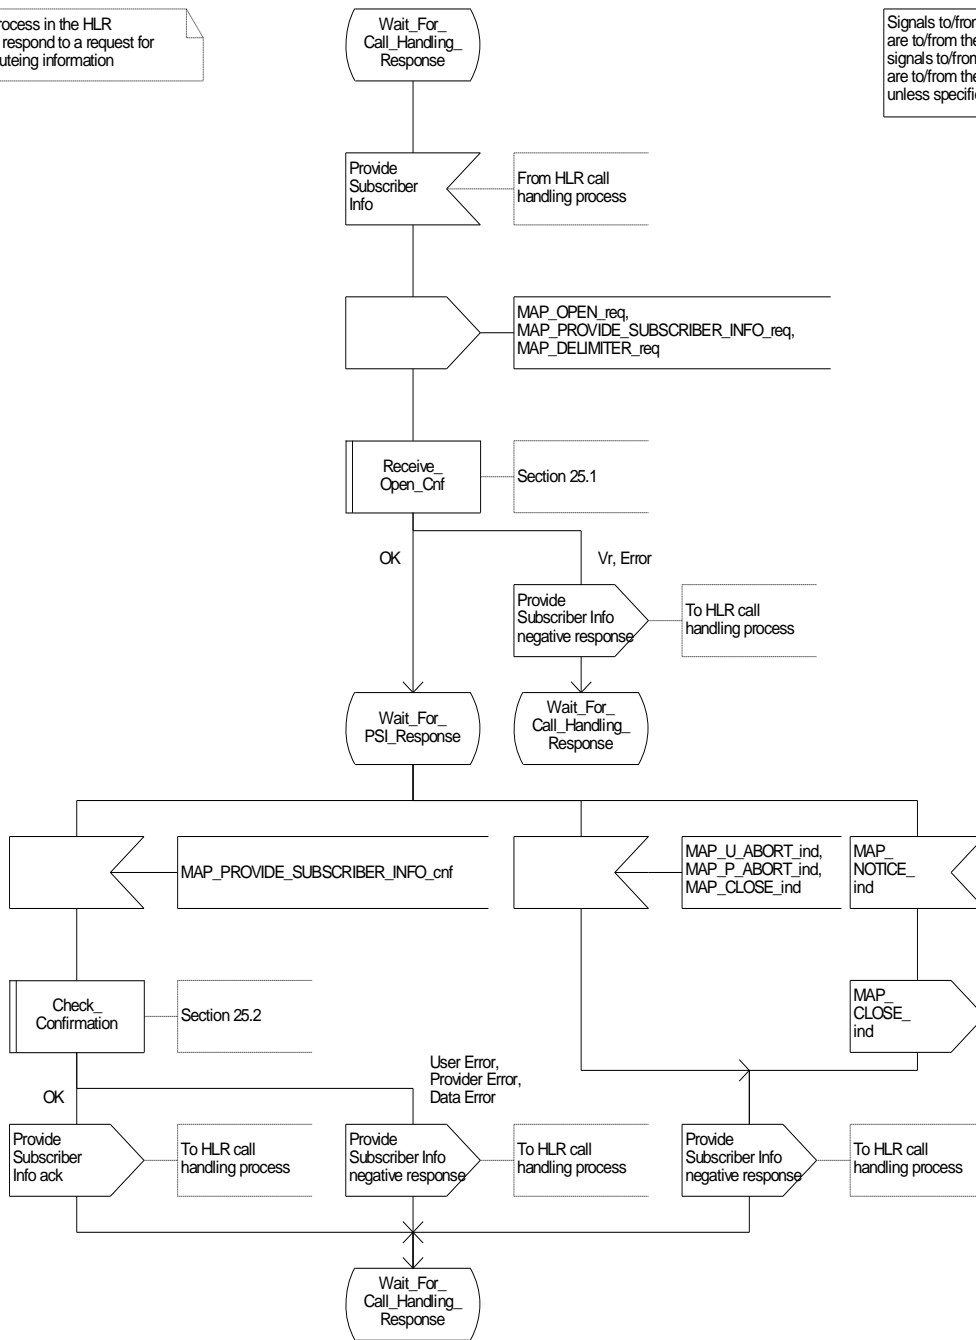 rocess in the HLR
respond to a request for
uteing information
Wait_For_
Call_Handling_
Response
Signals to/from
are to/from the
signals to/from
are to/from the
unless specifie
Provide
Subscriber
Info
From HLR call
handling process
MAP_OPEN_req,
MAP_PROVIDE_SUBSCRIBER_INFO_req,
MAP_DELIMITER_req
Receive_
Open_Cnf
Section 25.1
OK
Vr, Error
Provide
Subscriber Info
negative response
To HLR call
handling process
Wait_For_
PSI_Response
Wait_For_
Call_Handling_
Response
MAP_PROVIDE_SUBSCRIBER_INFO_cnf
MAP_U_ABORT_ind,
MAP_P_ABORT_ind,
MAP_CLOSE_ind
MAP_
NOTICE_
ind
Check_
Confirmation
Section 25.2
MAP_
CLOSE_
ind
OK
User Error,
Provider Error,
Data Error
Provide
Subscriber
Info ack
To HLR call
handling process
Provide
Subscriber Info
negative response
To HLR call
handling process
Provide
Subscriber Info
negative response
To HLR call
handling process
Wait_For_
Call_Handling_
Response